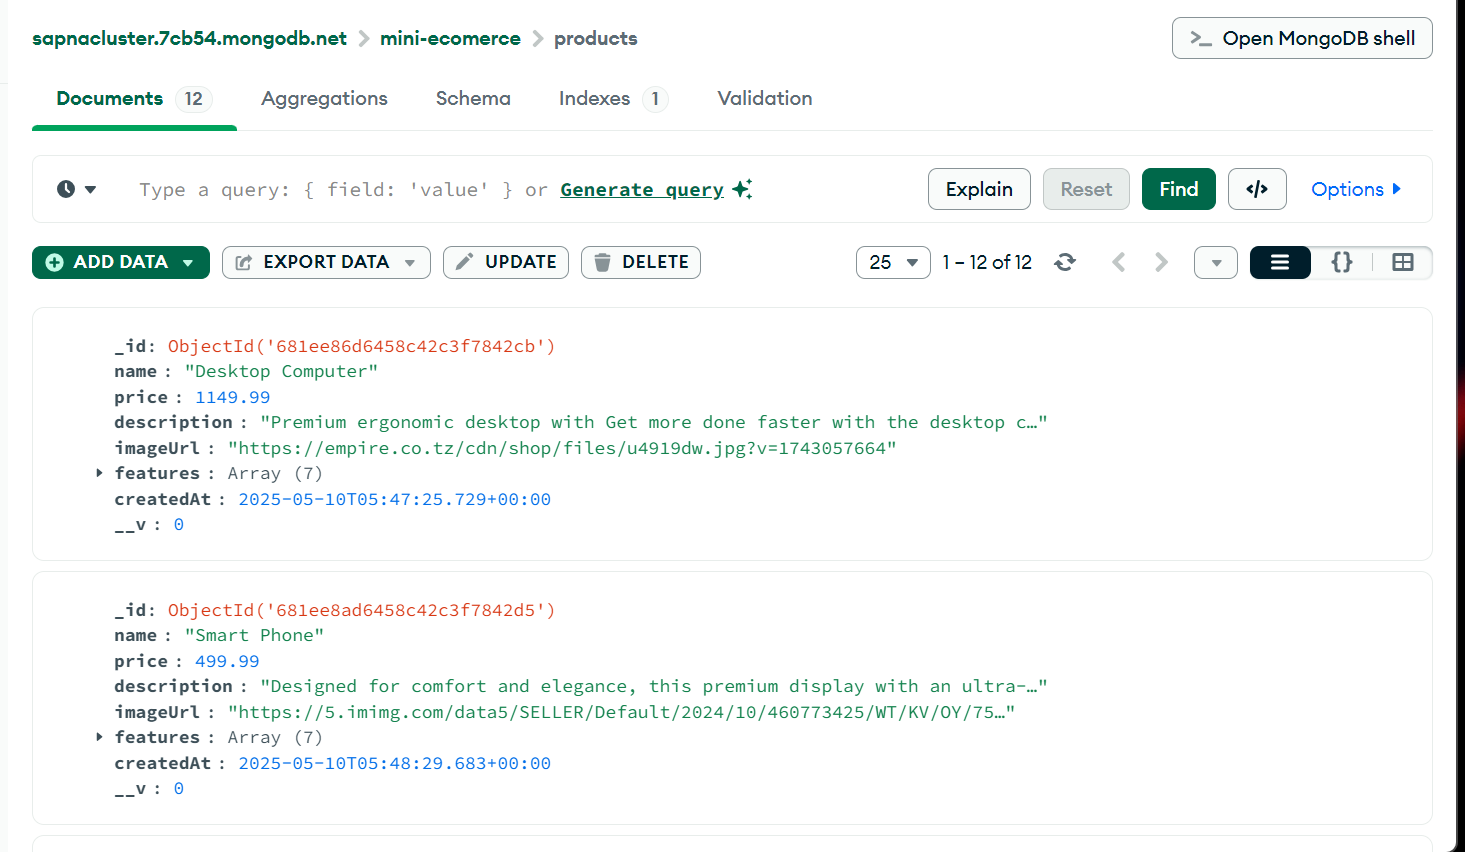 sapnacluster.7cb54.mongodb.net > mini-ecomerce > products
>_ Open MongoDB shell
Documents 12 Aggregations Schema Indexes 1 Validation
Type a query: { field: 'value' } or Generate query
Explain Reset Find </> Options
ADD DATA EXPORT DATA UPDATE DELETE 25 1 – 12 of 12 {}
_id: ObjectId('681ee86d6458c42c3f7842cb')
name : "Desktop Computer"
price : 1149.99
description : "Premium ergonomic desktop with Get more done faster with the desktop c…"
imageUrl : "https://empire.co.tz/cdn/shop/files/u4919dw.jpg?v=1743057664"
features : Array (7)
createdAt : 2025-05-10T05:47:25.729+00:00
__v : 0
_id: ObjectId('681ee8ad6458c42c3f7842d5')
name : "Smart Phone"
price : 499.99
description : "Designed for comfort and elegance, this premium display with an ultra-…"
imageUrl : "https://5.imimg.com/data5/SELLER/Default/2024/10/460773425/WT/KV/OY/75…"
features : Array (7)
createdAt : 2025-05-10T05:48:29.683+00:00
__v : 0